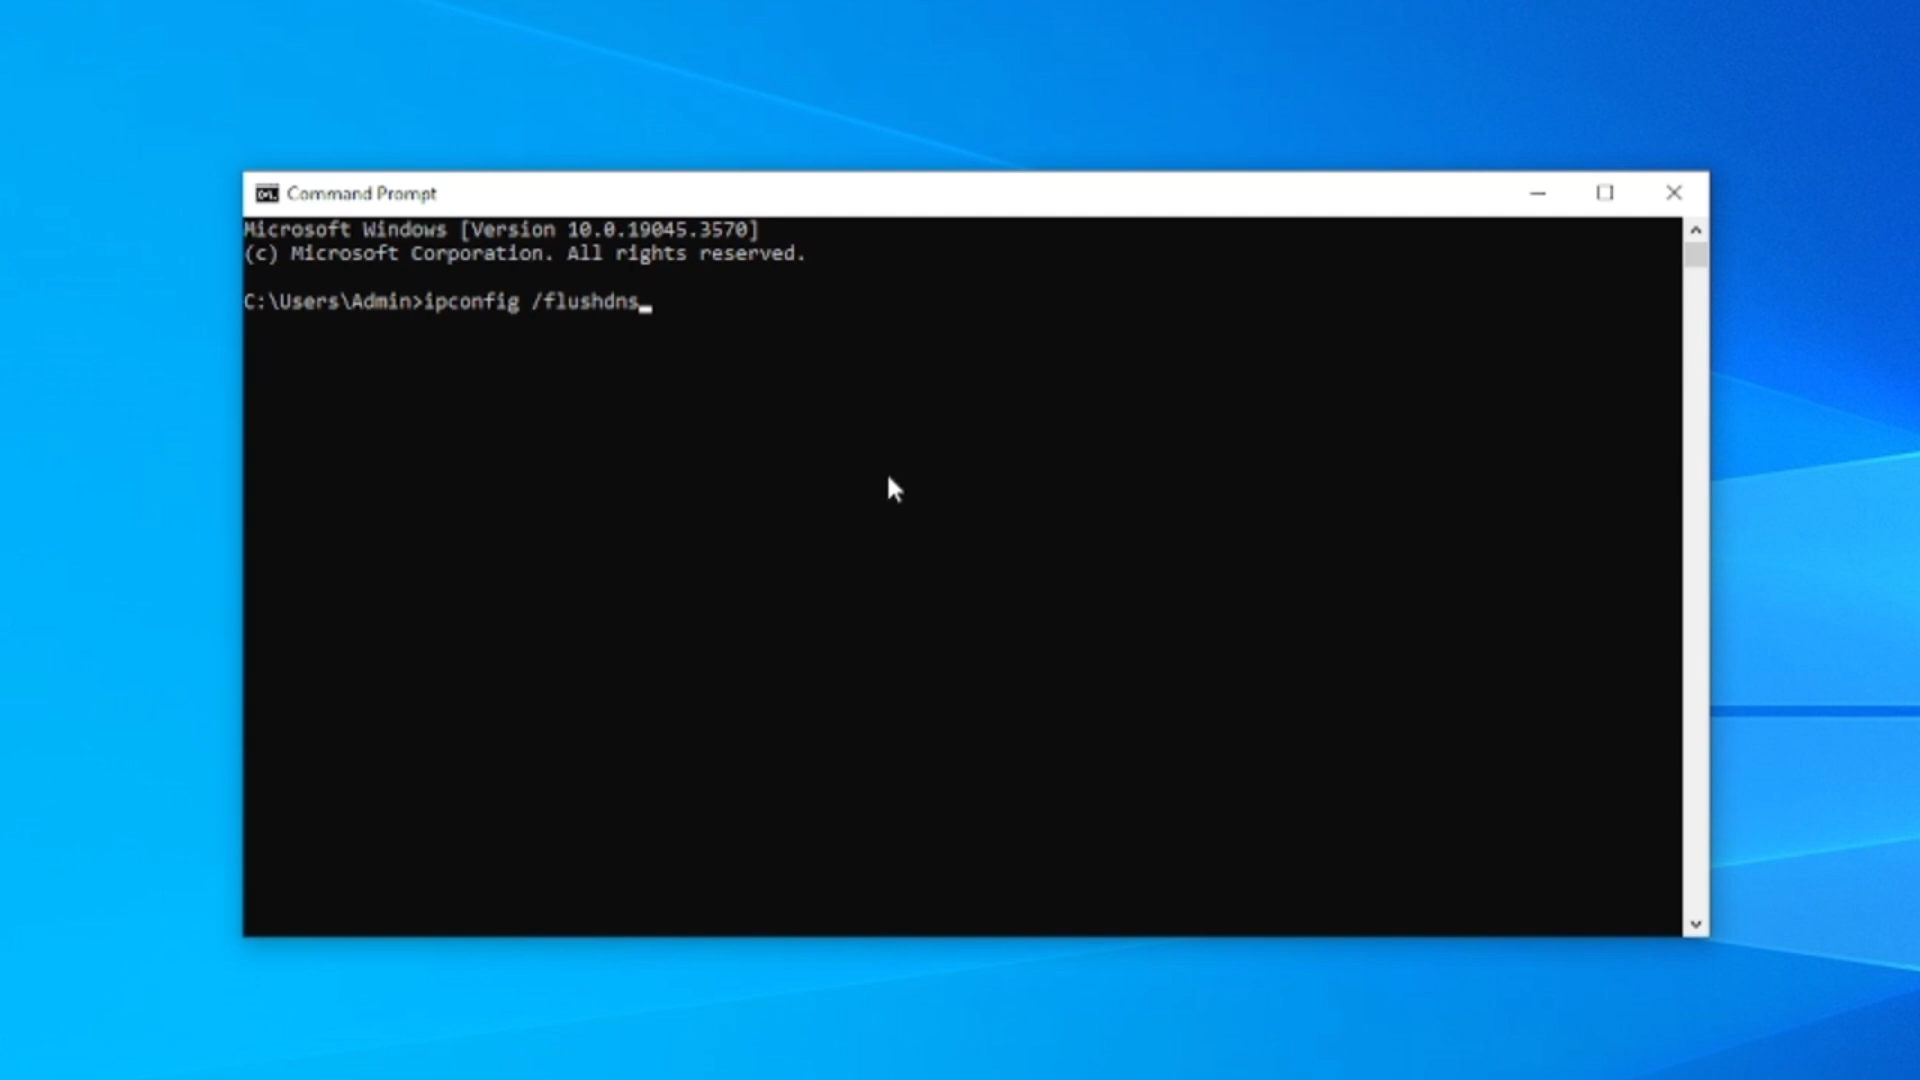 Command Prompt
Microsoft Windows [Version 10.0.19045.3570]
(c) Microsoft Corporation. All rights reserved.
C:\Users\Admin>ipconfig /flushdns